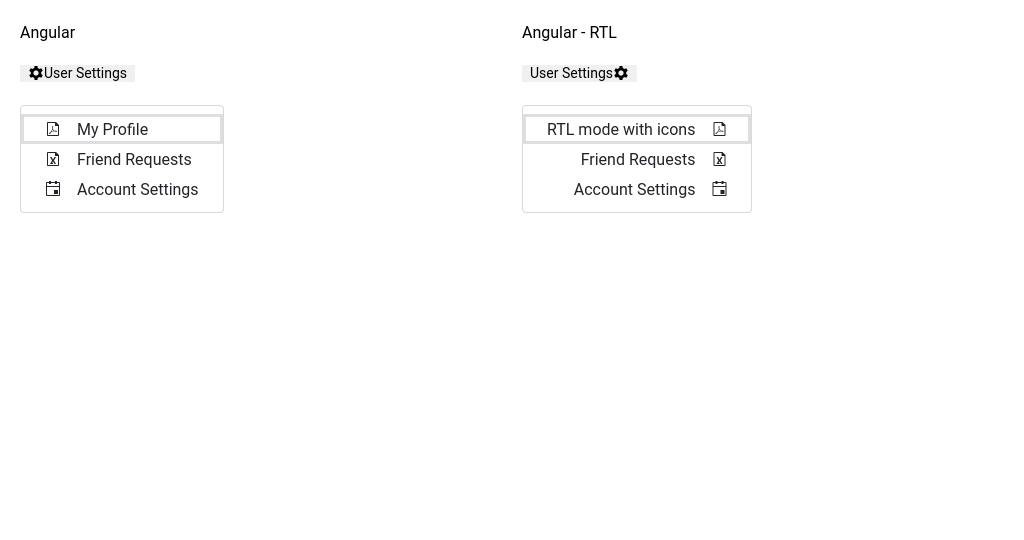 Angular
User Settings
My Profile
Friend Requests
Account Settings
Angular - RTL
User Settings
RTL mode with icons
Friend Requests
Account Settings